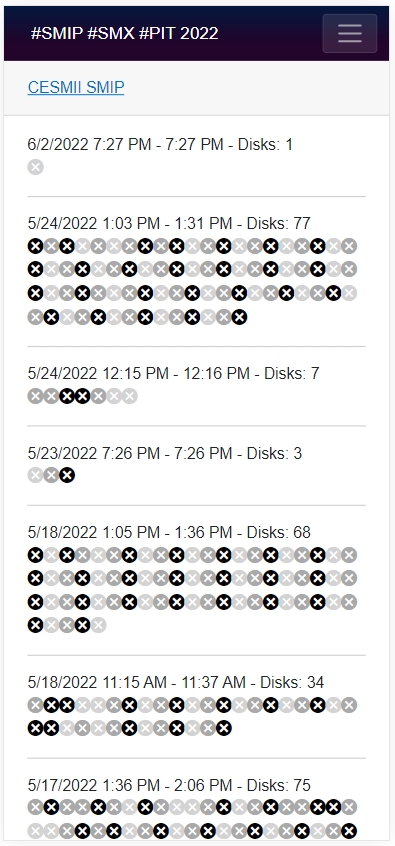 #SMIP #SMX #PIT 2022
CESMII SMIP
6/2/2022 7:27 PM - 7:27 PM - Disks: 1
5/24/2022 1:03 PM - 1:31 PM - Disks: 77
5/24/2022 12:15 PM - 12:16 PM - Disks: 7
5/23/2022 7:26 PM - 7:26 PM - Disks: 3
5/18/2022 1:05 PM - 1:36 PM - Disks: 68
5/18/2022 11:15 AM - 11:37 AM - Disks: 34
5/17/2022 1:36 PM - 2:06 PM - Disks: 75